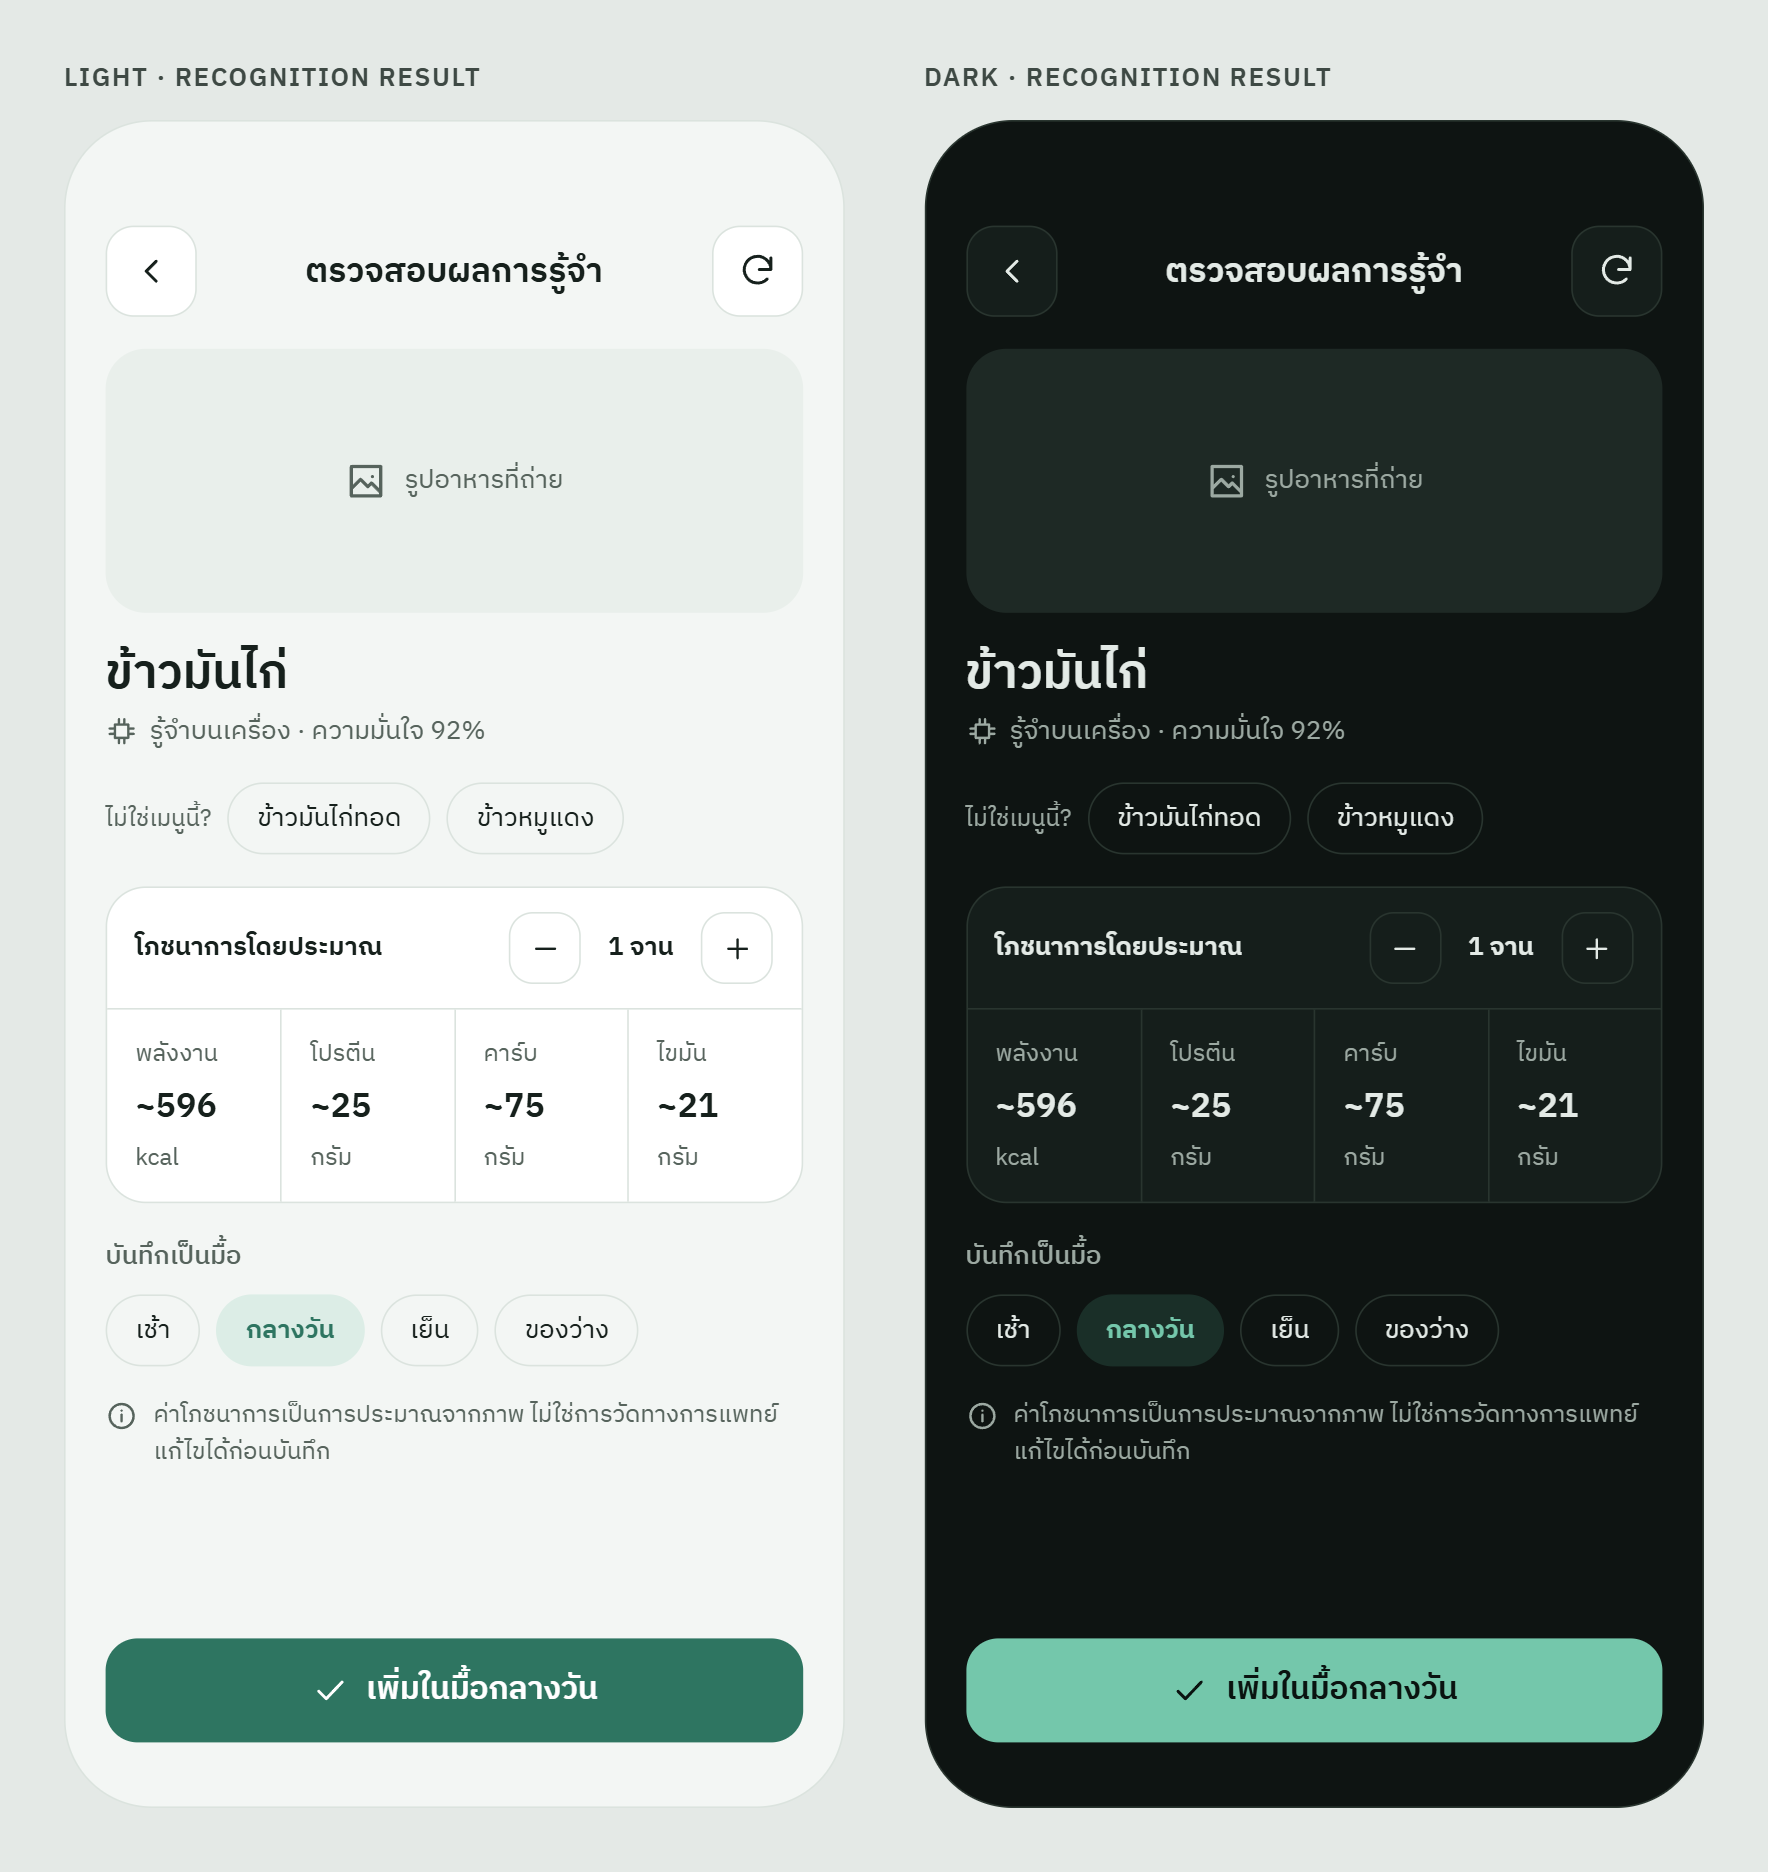 LIGHT · RECOGNITION RESULT
ตรวจสอบผลการรู้จำ
รูปอาหารที่ถ่าย
ข้าวมันไก่
รู้จำบนเครื่อง · ความมั่นใจ 92%
ไม่ใช่เมนูนี้? ข้าวมันไก่ทอด ข้าวหมูแดง
โภชนาการโดยประมาณ 1 จาน
พลังงาน โปรตีน คาร์บ ไขมัน
~596 ~25 ~75 ~21
kcal กรัม กรัม กรัม
บันทึกเป็นมื้อ
เช้า กลางวัน เย็น ของว่าง
ค่าโภชนาการเป็นการประมาณจากภาพ ไม่ใช่การวัดทางการแพทย์
แก้ไขได้ก่อนบันทึก
เพิ่มในมื้อกลางวัน
DARK · RECOGNITION RESULT
ตรวจสอบผลการรู้จำ
รูปอาหารที่ถ่าย
ข้าวมันไก่
รู้จำบนเครื่อง · ความมั่นใจ 92%
ไม่ใช่เมนูนี้? ข้าวมันไก่ทอด ข้าวหมูแดง
โภชนาการโดยประมาณ 1 จาน
พลังงาน โปรตีน คาร์บ ไขมัน
~596 ~25 ~75 ~21
kcal กรัม กรัม กรัม
บันทึกเป็นมื้อ
เช้า กลางวัน เย็น ของว่าง
ค่าโภชนาการเป็นการประมาณจากภาพ ไม่ใช่การวัดทางการแพทย์
แก้ไขได้ก่อนบันทึก
เพิ่มในมื้อกลางวัน